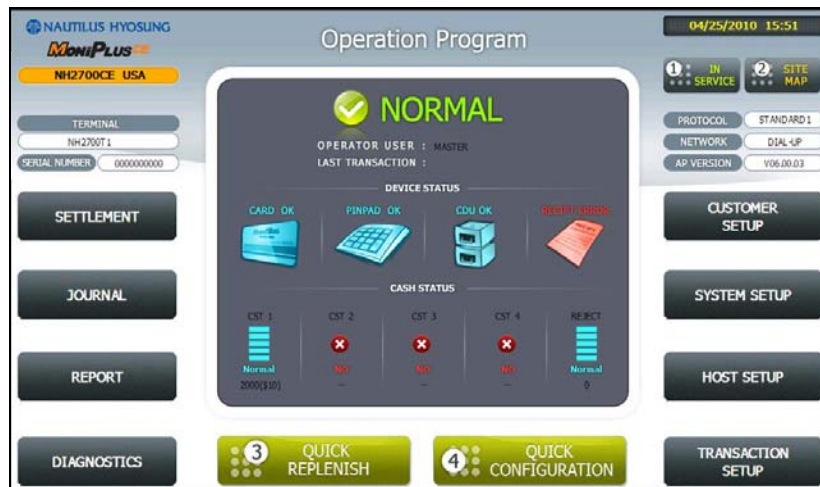 NAUTILUS HYOSUNG
MoniPlusCE
NH2700CE USA
Operation Program
04/25/2010 15:51
1 IN SERVICE
2 SITE MAP
TERMINAL
NH2700T1
SERIAL NUMBER 0000000000
PROTOCOL STANDARD1
NETWORK DIAL-UP
AP VERSION V06.00.03
NORMAL
OPERATOR USER : MASTER
LAST TRANSACTION :
DEVICE STATUS
CARD OK PINPAD OK CDU OK RECIPT ERROR
CASH STATUS
CST 1 CST 2 CST 3 CST 4 REJECT
Normal NO NO NO Normal
2000($10) -- -- -- 0
SETTLEMENT
JOURNAL
REPORT
DIAGNOSTICS
CUSTOMER
SETUP
SYSTEM SETUP
HOST SETUP
TRANSACTION
SETUP
3 QUICK
REPLENISH
4 QUICK
CONFIGURATION